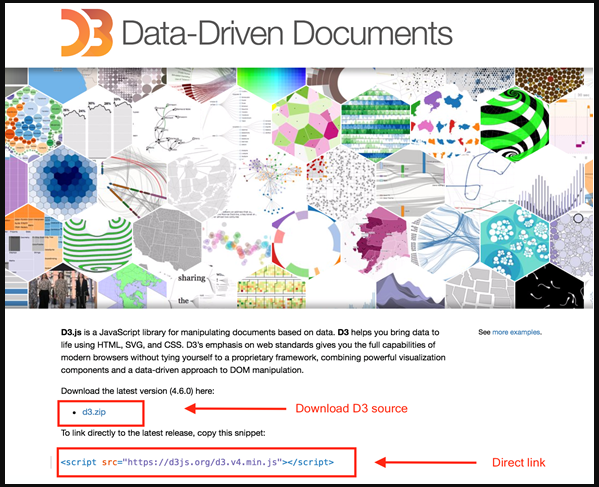 D3 Data-Driven Documents
sharing
the
D3.js is a JavaScript library for manipulating documents based on data. D3 helps you bring data to
life using HTML, SVG, and CSS. D3's emphasis on web standards gives you the full capabilities of
modern browsers without tying yourself to a proprietary framework, combining powerful visualization
components and a data-driven approach to DOM manipulation.
See more examples.
Download the latest version (4.6.0) here:
• d3.zip
Download D3 source
To link directly to the latest release, copy this snippet:
<script src="https://d3js.org/d3.v4.min.js"></script>
Direct link